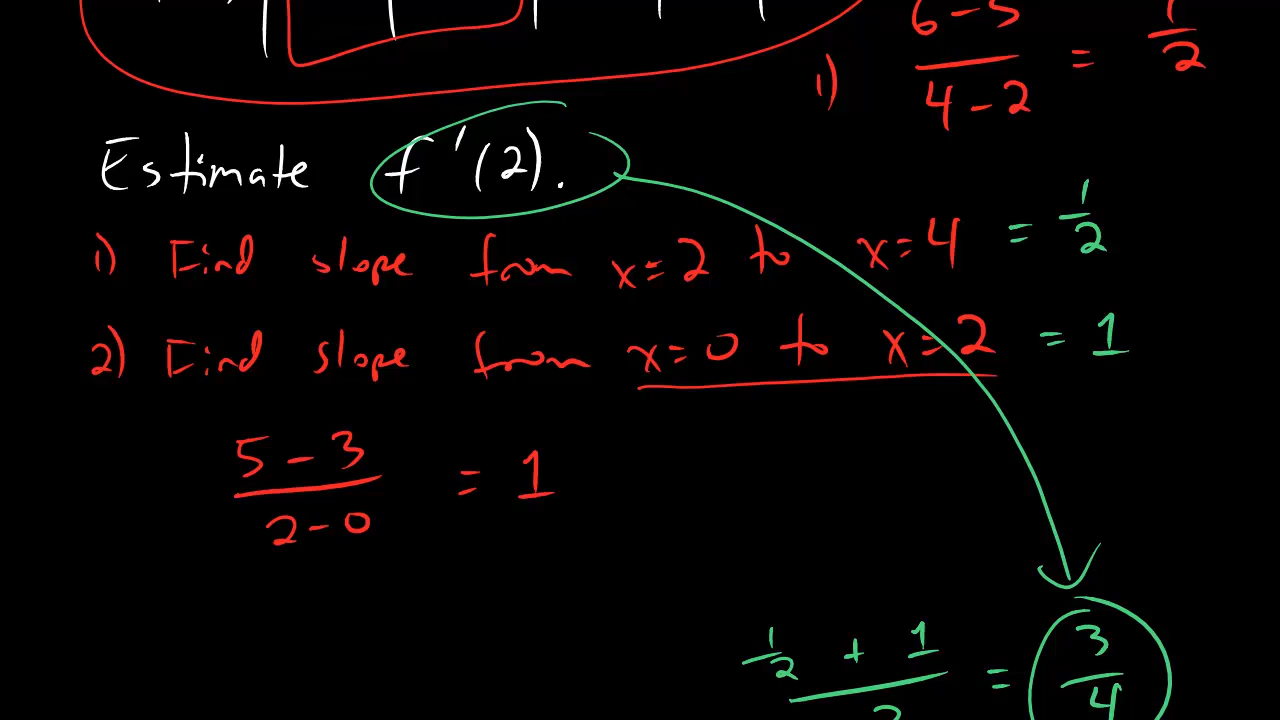 1) 6 - 5 / 4 - 2 = 1/2
Estimate f'(2).
1) Find slope from x=2 to x=4 = 1/2
2) Find slope from x=0 to x=2 = 1
5 - 3 / 2 - 0 = 1
1/2 + 1 / 2 = 3/4